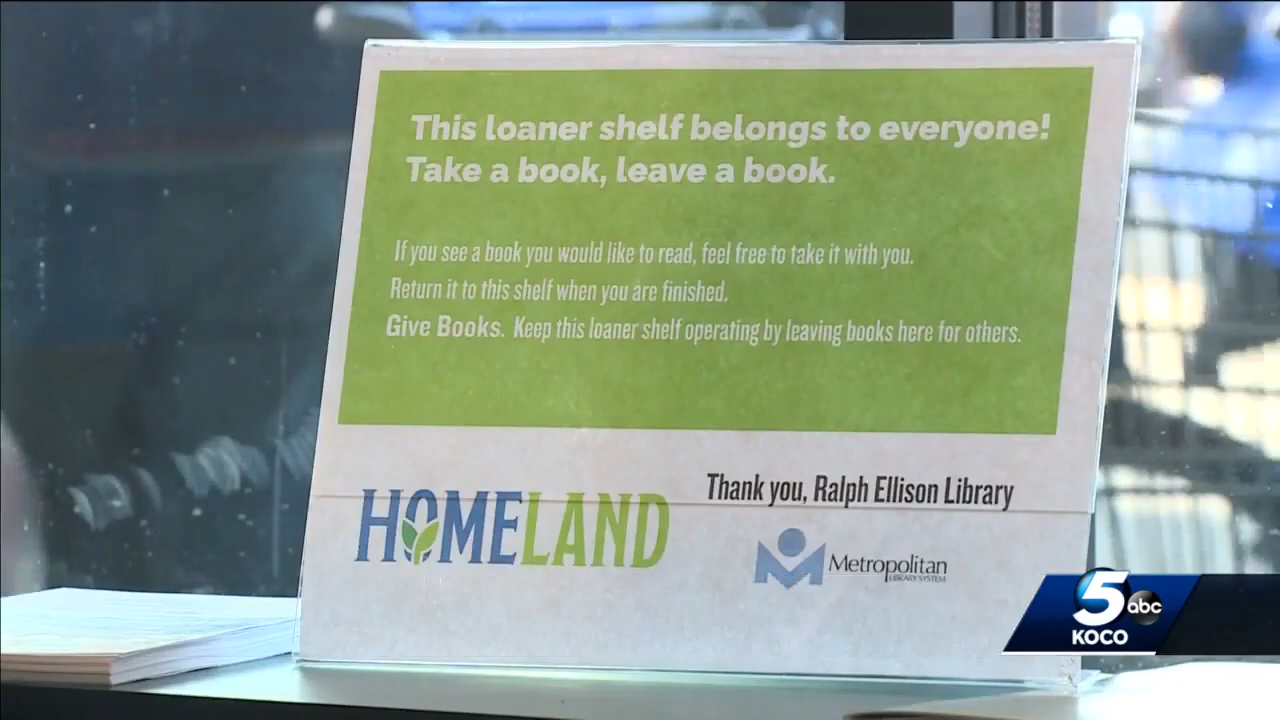 This loaner shelf belongs to everyone!
Take a book, leave a book.
If you see a book you would like to read, feel free to take it with you.
Return it to this shelf when you are finished.
Give Books. Keep this loaner shelf operating by leaving books here for others.
HOMELAND
Thank you, Ralph Ellison Library
Metropolitan
LIBRARY SYSTEM
5 abc
KOCO